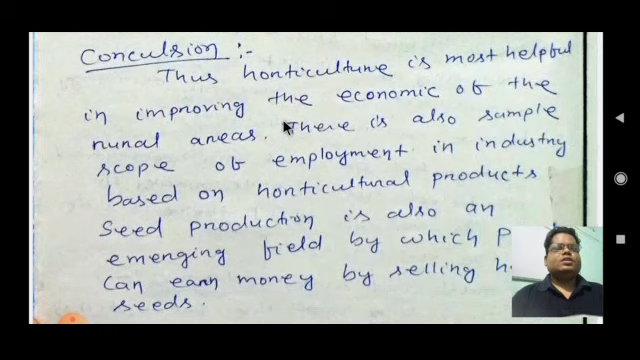 Conculsion :-
Thus horticulture is most helpful
in improving the economic of the
rural areas. There is also sample
scope of employment in industry
based on horticultural products
Seed production is also an
emerging field by which
can earn money by selling
seeds.